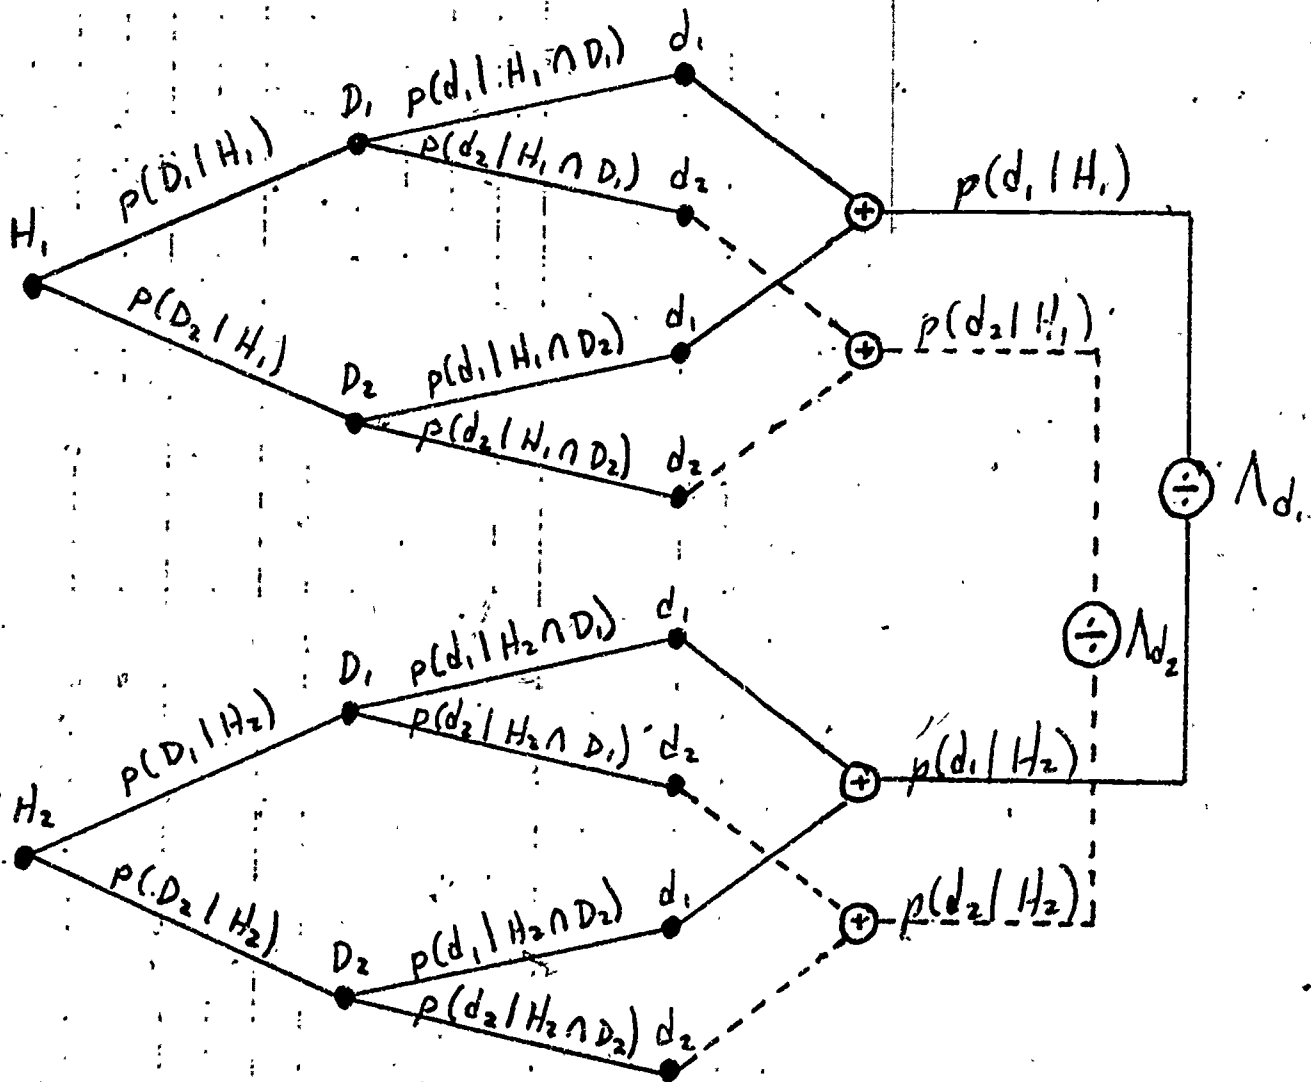 d₁
p(d₁ | H₁ ∩ D₁)
D₁
p(d₂ | H₁ ∩ D₁)
d₂
p(D₁ | H₁)
⊕
p(d₁ | H₁)
H₁
p(D₂ | H₁)
d₁
⊕
p(d₂ | H₁)
p(d₁ | H₁ ∩ D₂)
D₂
p(d₂ | H₁ ∩ D₂)
d₂
÷ Λd₁
d₁
p(d₁ | H₂ ∩ D₁)
D₁
÷ Λd₂
p(d₂ | H₂ ∩ D₁)
d₂
p(D₁ | H₂)
⊕
p(d₁ | H₂)
H₂
p(D₂ | H₂)
d₁
⊕
p(d₂ | H₂)
p(d₁ | H₂ ∩ D₂)
D₂
p(d₂ | H₂ ∩ D₂)
d₂